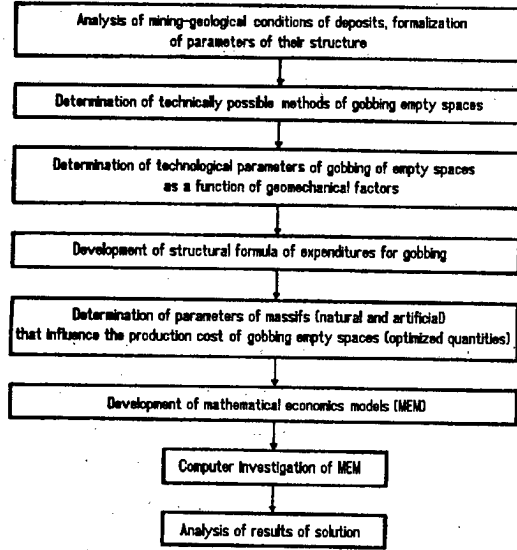 Analysis of mining-geological conditions of deposits, formalization
of parameters of their structure
Determination of technically possible methods of gobbing empty spaces
Determination of technological parameters of gobbing of empty spaces
as a function of geomechanical factors
Development of structural formula of expenditures for gobbing
Determination of parameters of massifs (natural and artificial)
that influence the production cost of gobbing empty spaces (optimized quantities)
Development of mathematical economics models (MEM)
Computer investigation of MEM
Analysis of results of solution